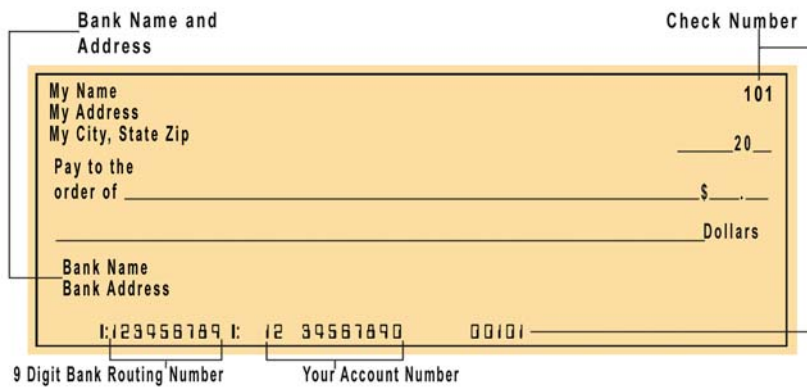 Bank Name and
Address
Check Number
My Name
101
My Address
My City, State Zip
20
Pay to the
order of $ .
Dollars
Bank Name
Bank Address
⑆123456789⑆ 12 34567890 00101
9 Digit Bank Routing Number
Your Account Number